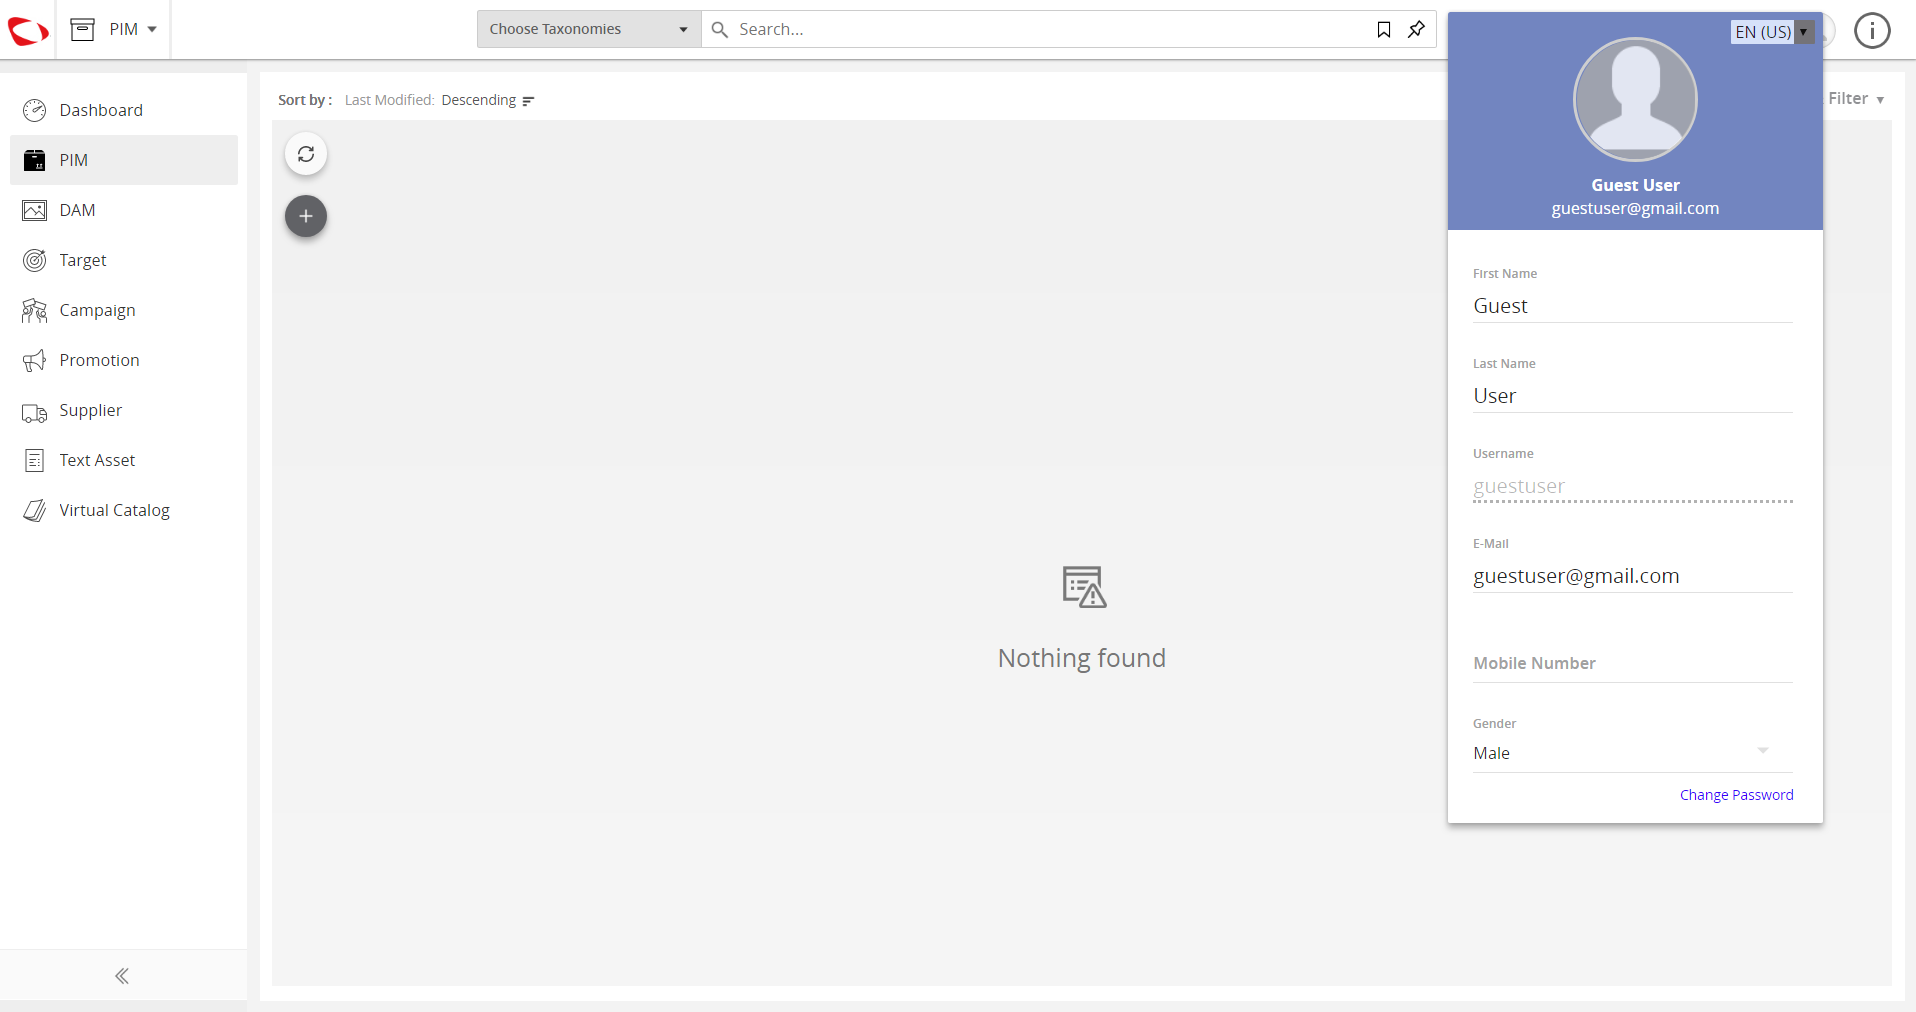 PIM
Choose Taxonomies
Search...
EN (US)
Dashboard
PIM
DAM
Target
Campaign
Promotion
Supplier
Text Asset
Virtual Catalog
Sort by : Last Modified: Descending
Filter
Nothing found
Guest User
guestuser@gmail.com
First Name
Guest
Last Name
User
Username
guestuser
E-Mail
guestuser@gmail.com
Mobile Number
Gender
Male
Change Password